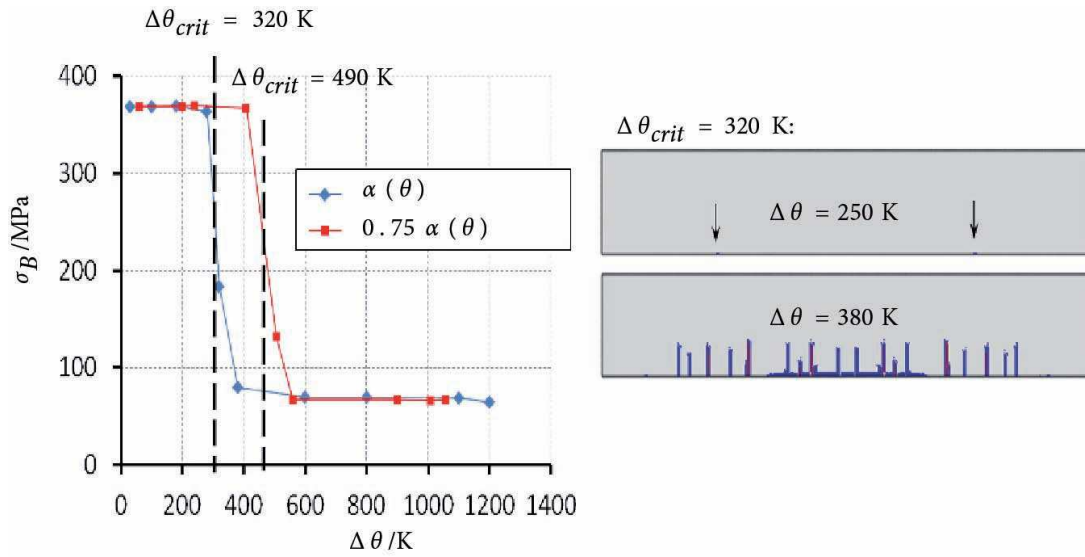 Δθcrit = 320 K
Δθcrit = 490 K
400
300
200
100
0
σB/MPa
α (θ)
0.75 α (θ)
0 200 400 600 800 1000 1200 1400
Δθ/K
Δθcrit = 320 K:
Δθ = 250 K
Δθ = 380 K